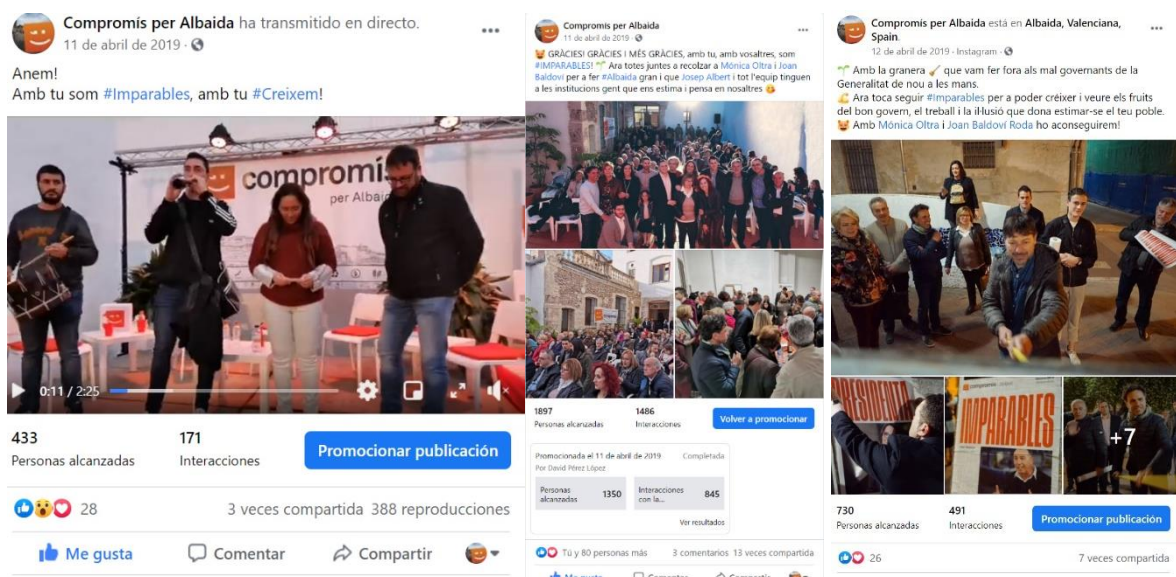 Compromís per Albaida ha transmitido en directo.
11 de abril de 2019 ·
Anem!
Amb tu som #Imparables, amb tu #Creixem!
compromís
per Albaida
0:11 / 2:25
433
Personas alcanzadas
171
Interacciones
Promocionar publicación
28
3 veces compartida 388 reproducciones
Me gusta
Comentar
Compartir
Compromís per Albaida
11 de abril de 2019 ·
GRÀCIES! GRÀCIES I MÉS GRÀCIES, amb tu, amb vosaltres, som
#IMPARABLES! Ara totes juntes a recolzar a Mónica Oltra i Joan
Baldoví per a fer #Albaida gran i que Josep Albert i tot l'equip tinguen
a les institucions gent que ens estima i pensa en nosaltres
1897
Personas alcanzadas
1486
Interacciones
Volver a promocionar
Promocionada el 11 de abril de 2019
Completada
Por David Pérez López
Personas
alcanzadas
1350
Interacciones
con la...
845
Ver resultados
Tú y 80 personas más
3 comentarios 13 veces compartida
Me gusta
Comentar
Compartir
Compromís per Albaida está en Albaida, Valenciana,
Spain.
12 de abril de 2019 · Instagram ·
Amb la granera que vam fer fora als mal governants de la
Generalitat de nou a les mans.
Ara toca seguir #Imparables per a poder créixer i veure els fruits
del bon govern, el treball i la il·lusió que dona estimar-se el teu poble.
Amb Mónica Oltra i Joan Baldoví Roda ho aconseguirem!
PRESIDENTA
compromís
IMPARABLES
+7
730
Personas alcanzadas
491
Interacciones
Promocionar publicación
26
7 veces compartida